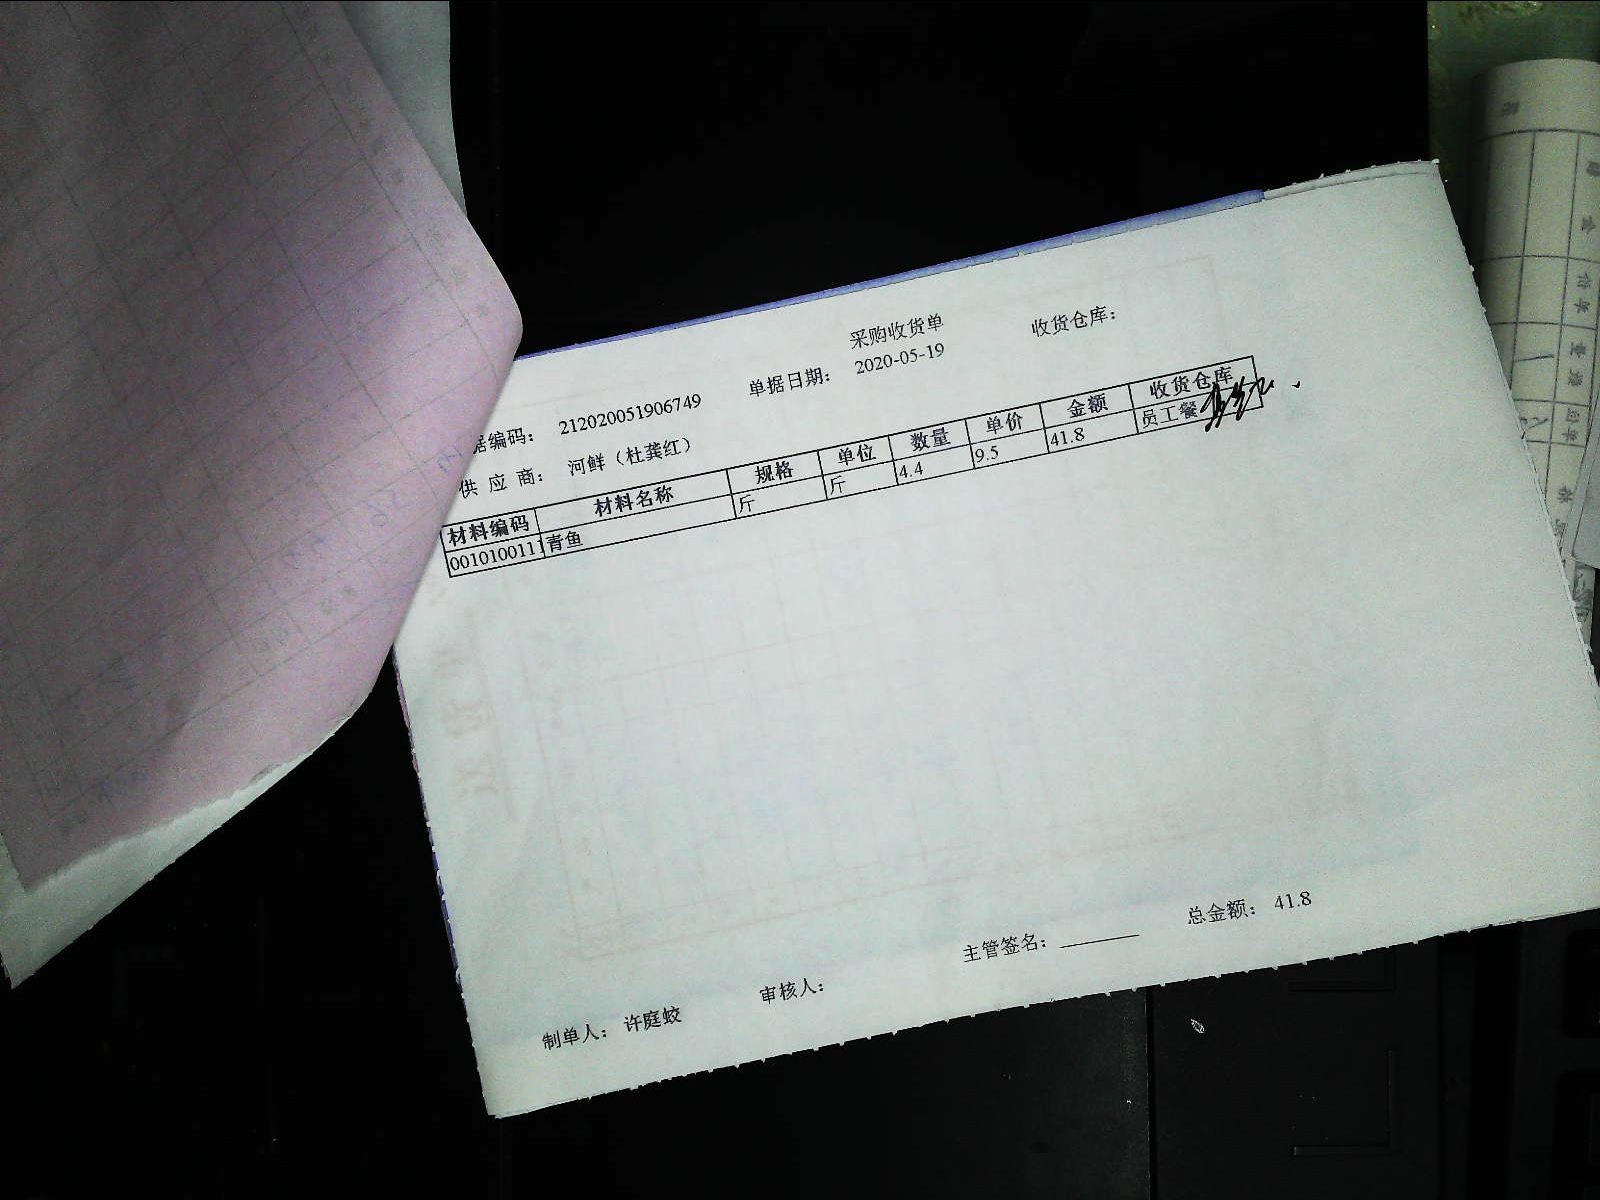 采购收货单
据编码： 212020051906749 单据日期： 2020-05-19 收货仓库：
供 应 商： 河鲜（杜龚红）
材料编码 材料名称 规格 单位 数量 单价 金额 收货仓库
0010100111 青鱼 斤 斤 4.4 9.5 41.8 员工餐
制单人： 许庭蛟 审核人： 主管签名： 总金额： 41.8